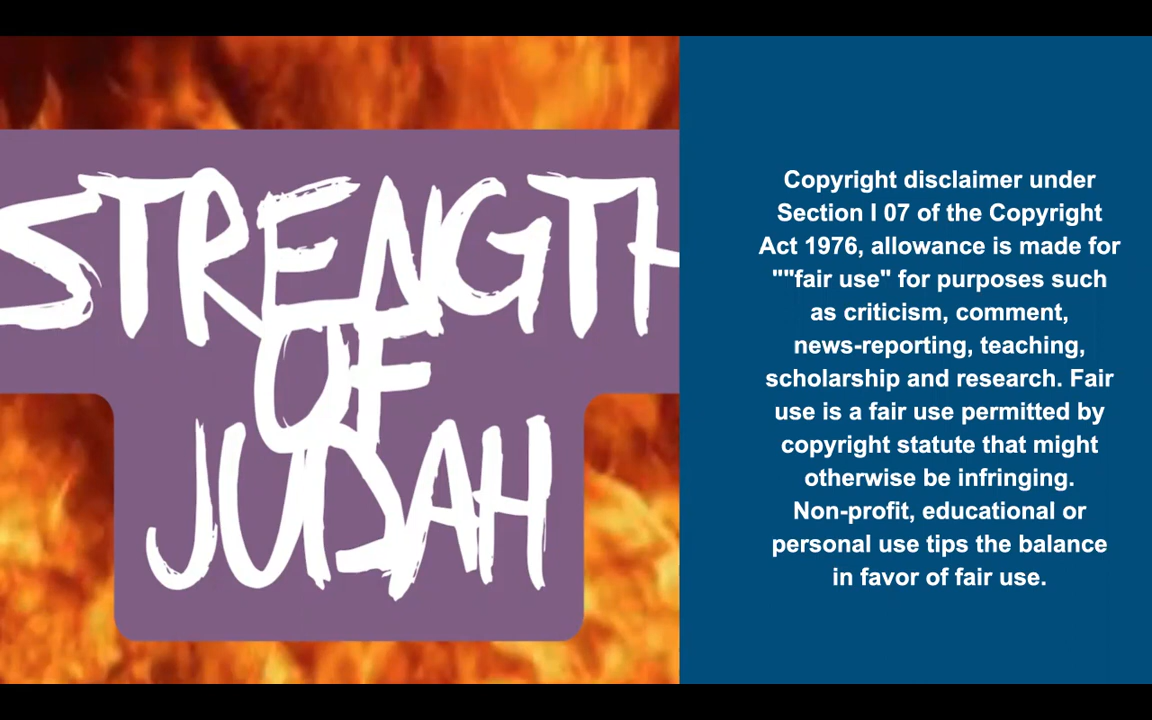 STRENGTH
OF
JUDAH
Copyright disclaimer under
Section I 07 of the Copyright
Act 1976, allowance is made for
""fair use" for purposes such
as criticism, comment,
news-reporting, teaching,
scholarship and research. Fair
use is a fair use permitted by
copyright statute that might
otherwise be infringing.
Non-profit, educational or
personal use tips the balance
in favor of fair use.